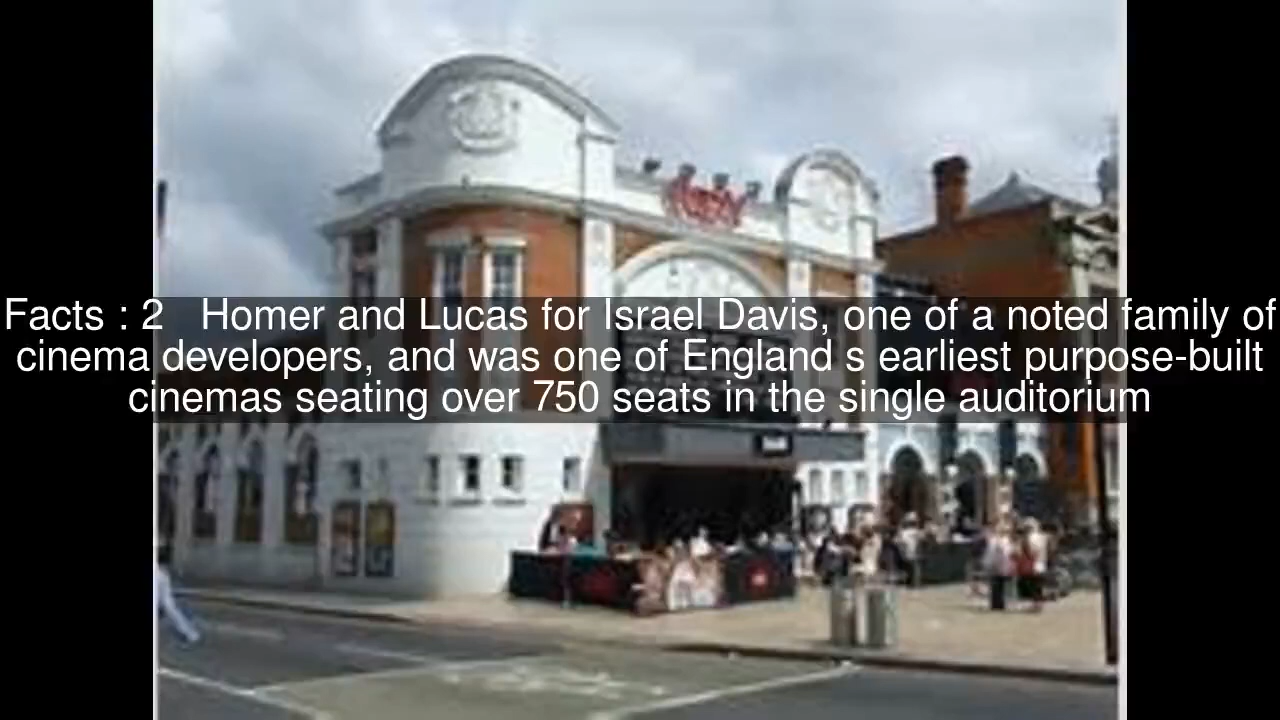 Facts : 2   Homer and Lucas for Israel Davis, one of a noted family of
cinema developers, and was one of England s earliest purpose-built
cinemas seating over 750 seats in the single auditorium